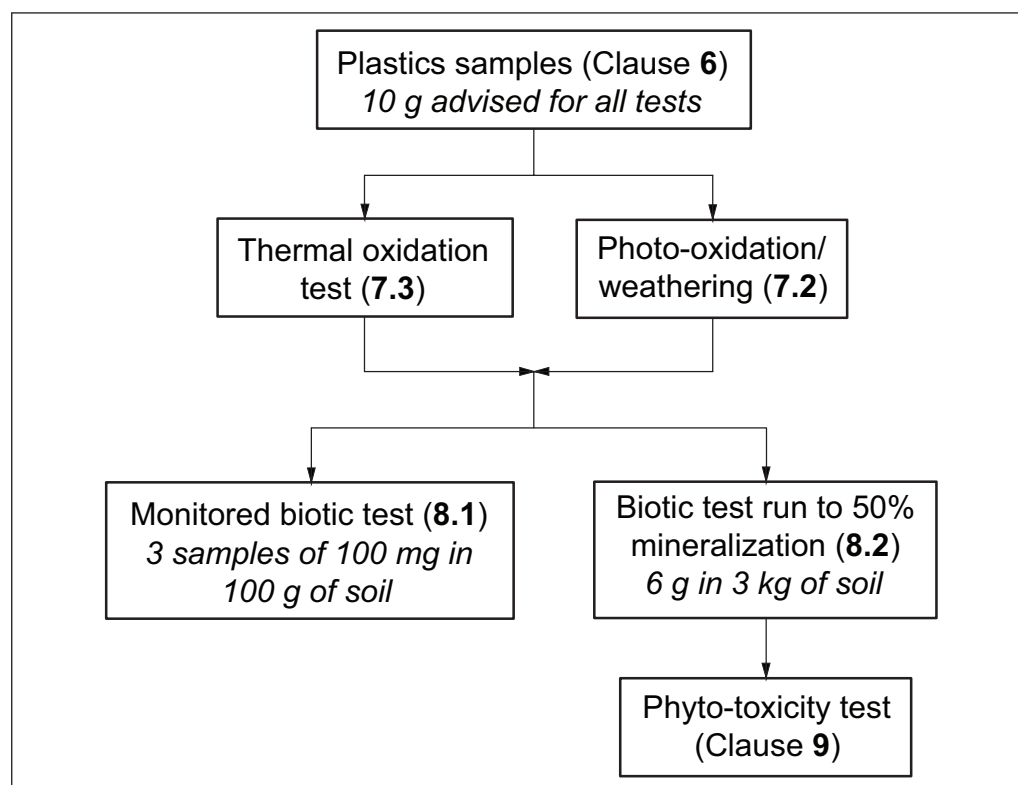 Plastics samples (Clause 6)
10 g advised for all tests
Thermal oxidation
test (7.3)
Photo-oxidation/
weathering (7.2)
Monitored biotic test (8.1)
3 samples of 100 mg in
100 g of soil
Biotic test run to 50%
mineralization (8.2)
6 g in 3 kg of soil
Phyto-toxicity test
(Clause 9)